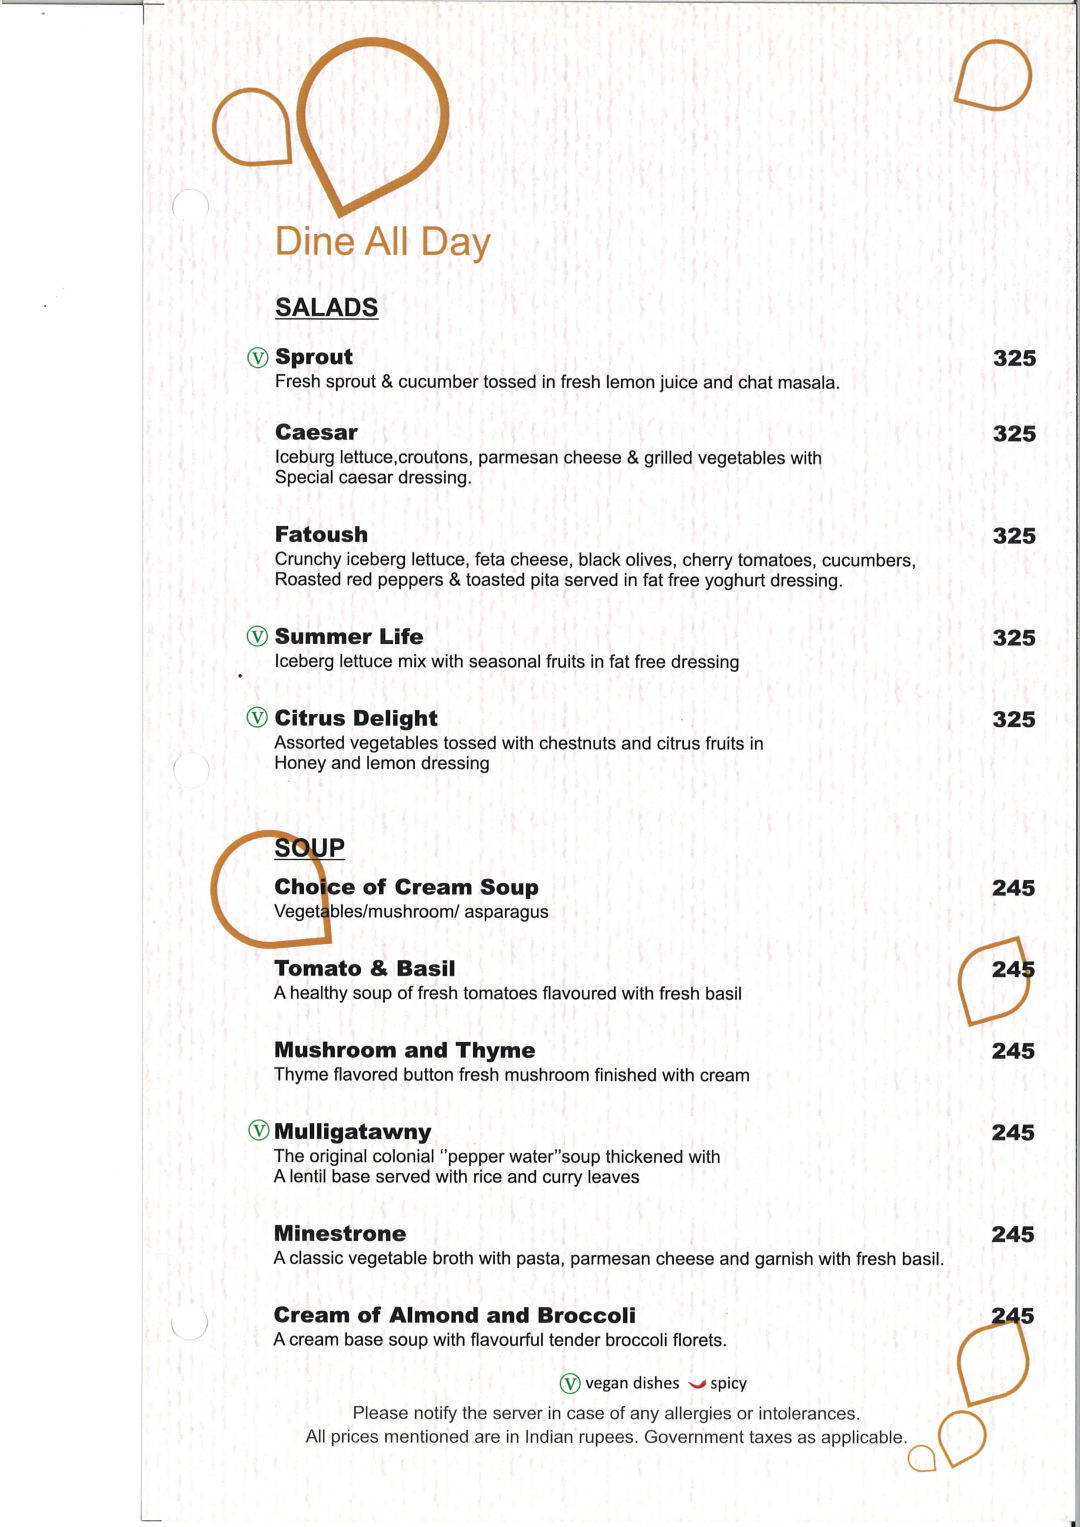 Dine All Day
SALADS
V Sprout 325
Fresh sprout & cucumber tossed in fresh lemon juice and chat masala.
Caesar 325
Iceburg lettuce,croutons, parmesan cheese & grilled vegetables with
Special caesar dressing.
Fatoush 325
Crunchy iceberg lettuce, feta cheese, black olives, cherry tomatoes, cucumbers,
Roasted red peppers & toasted pita served in fat free yoghurt dressing.
V Summer Life 325
Iceberg lettuce mix with seasonal fruits in fat free dressing
V Citrus Delight 325
Assorted vegetables tossed with chestnuts and citrus fruits in
Honey and lemon dressing
SOUP
Choice of Cream Soup 245
Vegetables/mushroom/ asparagus
Tomato & Basil 245
A healthy soup of fresh tomatoes flavoured with fresh basil
Mushroom and Thyme 245
Thyme flavored button fresh mushroom finished with cream
V Mulligatawny 245
The original colonial "pepper water"soup thickened with
A lentil base served with rice and curry leaves
Minestrone 245
A classic vegetable broth with pasta, parmesan cheese and garnish with fresh basil.
Cream of Almond and Broccoli 245
A cream base soup with flavourful tender broccoli florets.
V vegan dishes spicy
Please notify the server in case of any allergies or intolerances.
All prices mentioned are in Indian rupees. Government taxes as applicable.